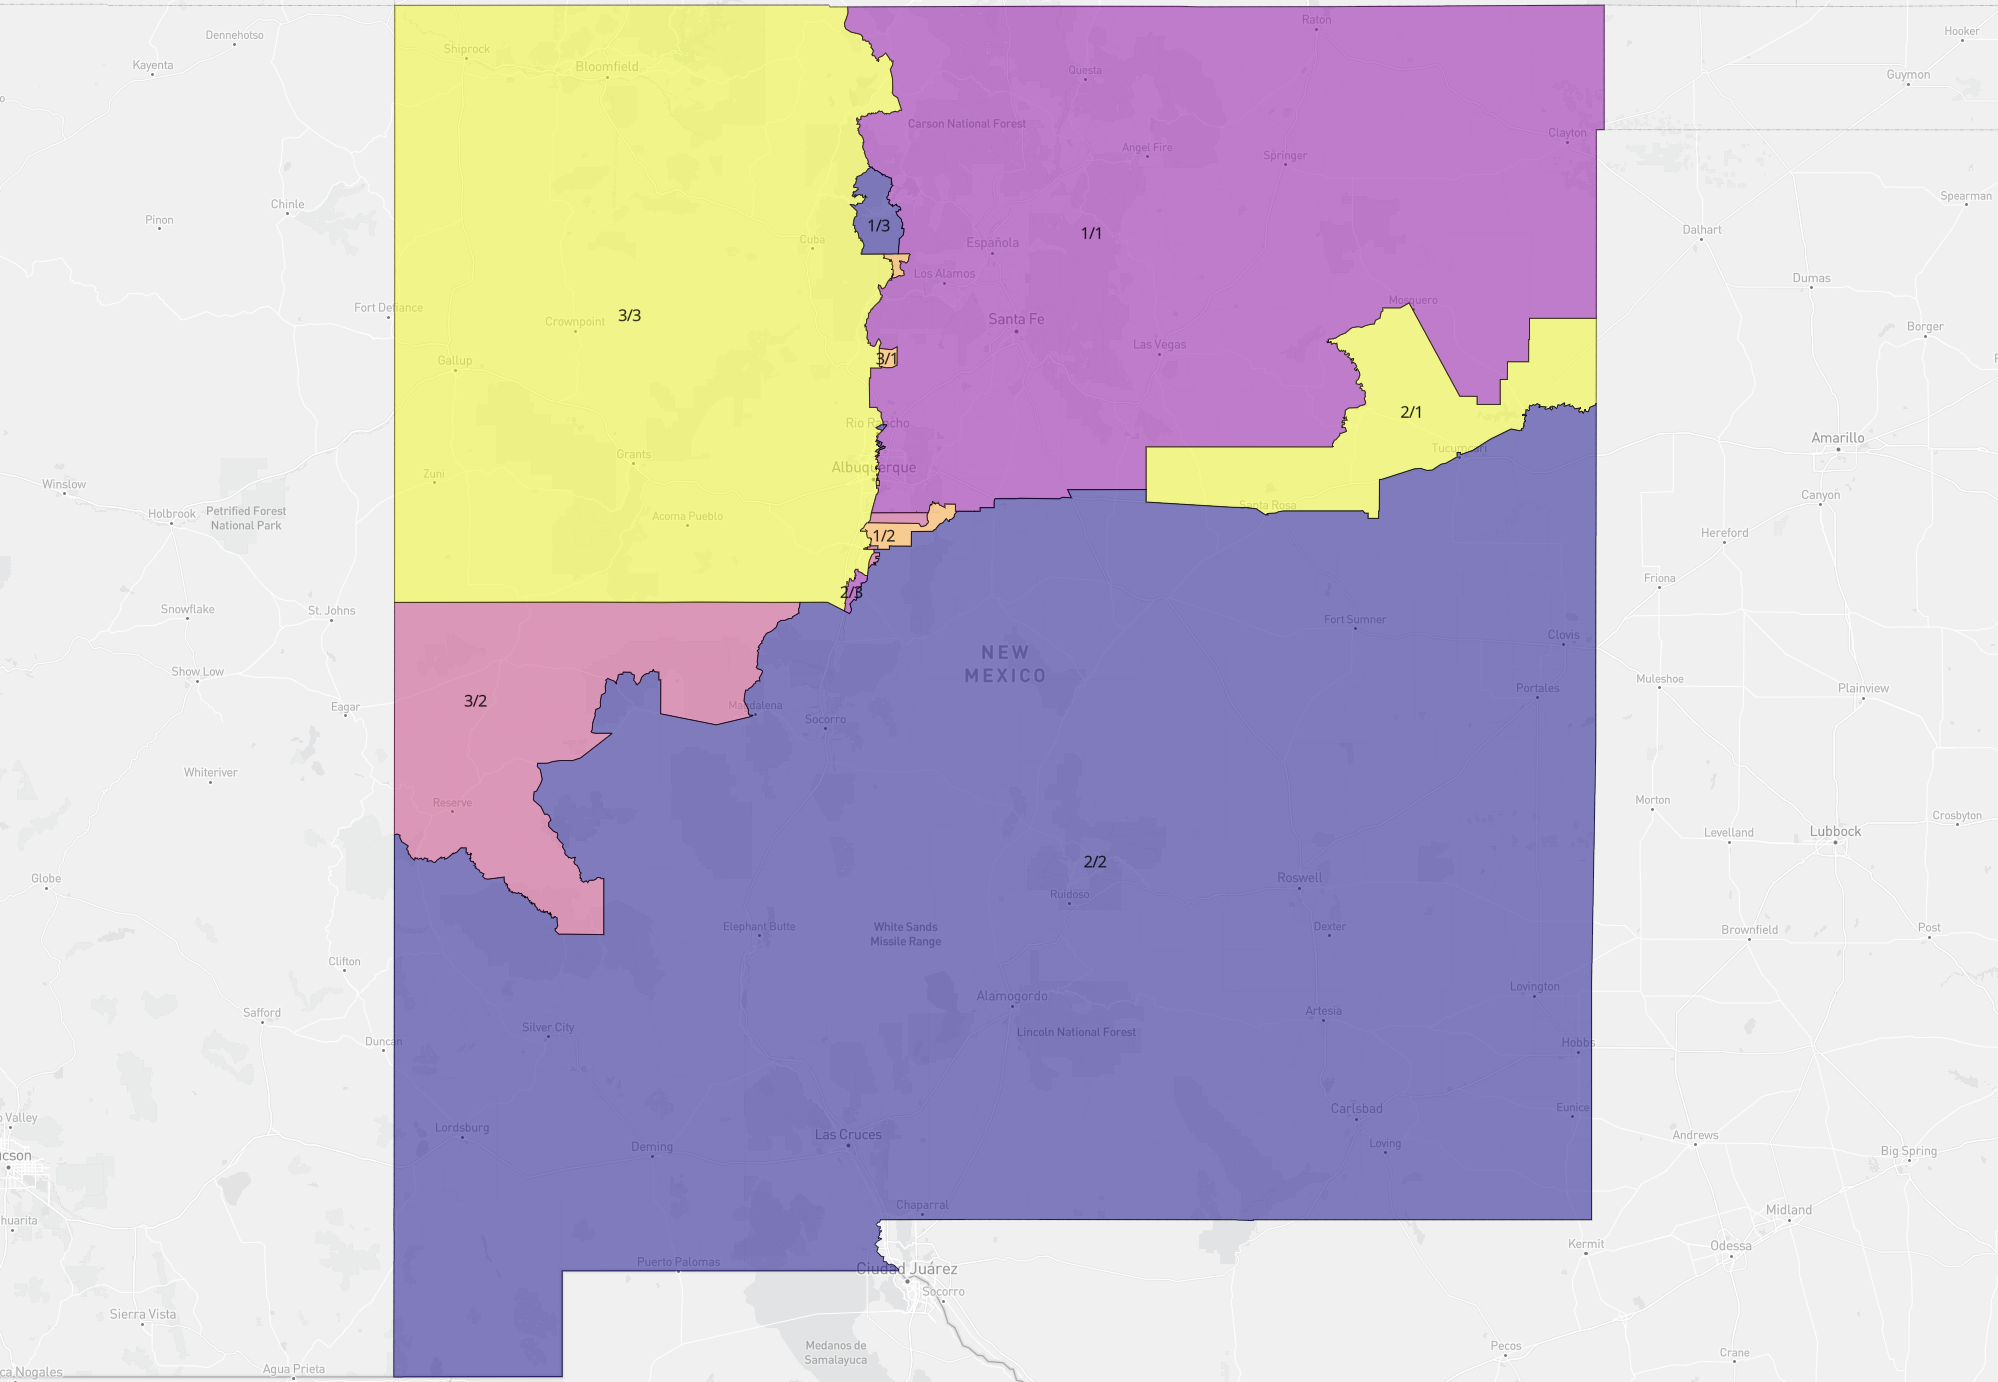 Dennehotso
Kayenta
Shiprock
Bloomfield
Raton
Questa
Hooker
Guymon
Carson National Forest
Angel Fire
Springer
Clayton
Chinle
Pinon
Spearman
1/3
1/1
Cuba
Española
Dalhart
Los Alamos
Dumas
Fort Defiance
3/3
Crownpoint
Santa Fe
Mosquero
Borger
Gallup
3/1
Las Vegas
2/1
Rio Rancho
Tucumcari
Amarillo
Zuni
Grants
Albuquerque
Winslow
Canyon
Holbrook
Petrified Forest
National Park
Acoma Pueblo
Santa Rosa
1/2
Hereford
Friona
2/3
Snowflake
St. Johns
Fort Sumner
Clovis
NEW
MEXICO
Show Low
Muleshoe
Plainview
Portales
3/2
Eagar
Magdalena
Socorro
Whiteriver
Reserve
Morton
Levelland
Lubbock
Crosbyton
2/2
Globe
Roswell
Ruidoso
Elephant Butte
White Sands
Missile Range
Dexter
Brownfield
Post
Clifton
Lovington
Alamogordo
Safford
Artesia
Silver City
Lincoln National Forest
Duncan
Hobbs
Valley
Carlsbad
Eunice
Lordsburg
Las Cruces
Deming
Loving
Andrews
Big Spring
ucson
Chaparral
Midland
huarita
Kermit
Odessa
Puerto Palomas
Ciudad Juárez
Socorro
Sierra Vista
Medanos de
Samalayuca
Pecos
Crane
ca Nogales
Agua Prieta